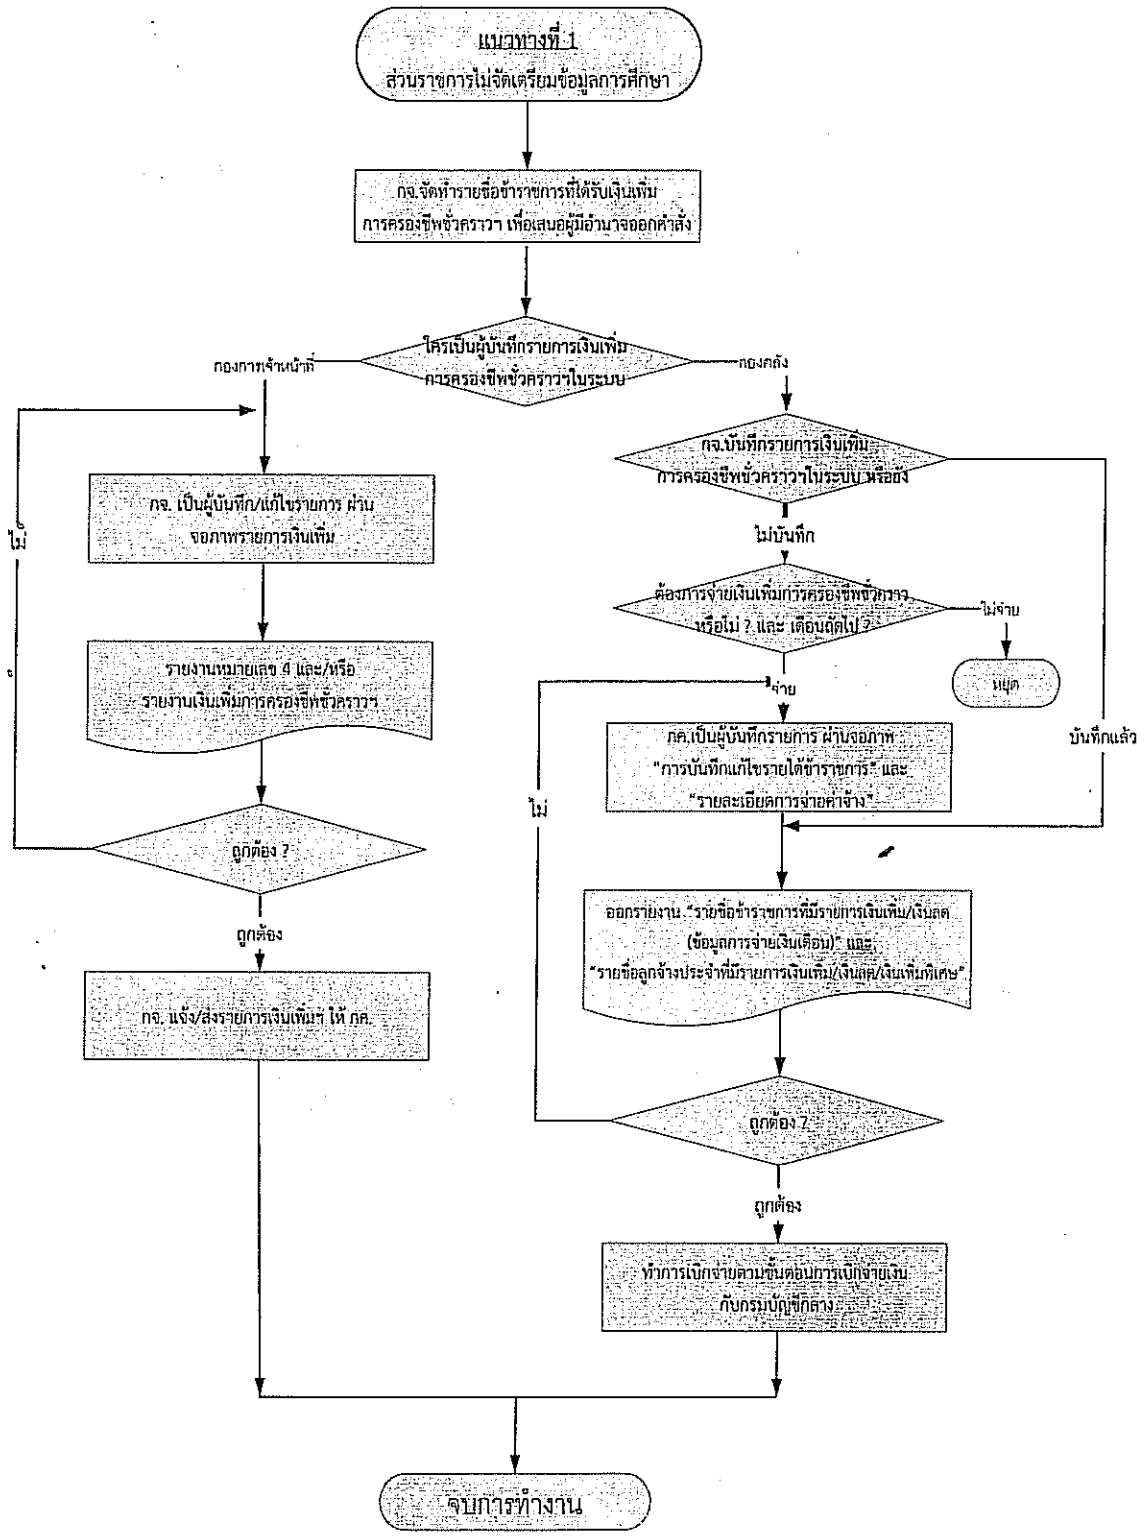 แนวทางที่ 1
ส่วนราชการไม่จัดเตรียมข้อมูลการศึกษา
กจ.จัดทำรายชื่อข้าราชการที่ได้รับเงินเพิ่ม
การครองชีพชั่วคราวฯ เพื่อเสนอผู้มีอำนาจออกคำสั่ง
ใครเป็นผู้บันทึกรายการเงินเพิ่ม
การครองชีพชั่วคราวฯในระบบ
กองการเจ้าหน้าที่
กองคลัง
กจ.บันทึกรายการเงินเพิ่ม
การครองชีพชั่วคราวฯในระบบ หรือยัง
กจ. เป็นผู้บันทึก/แก้ไขรายการ ผ่าน
จอภาพรายการเงินเพิ่ม
ไม่
ไม่บันทึก
ต้องการจ่ายเงินเพิ่มการครองชีพชั่วคราว
หรือไม่ ? และ เดือนถัดไป ?
ไม่จ่าย
หยุด
รายงานหมายเลข 4 และ/หรือ
รายงานเงินเพิ่มการครองชีพชั่วคราวฯ
จ่าย
กค.เป็นผู้บันทึกรายการ ผ่านจอภาพ
"การบันทึกแก้ไขรายได้ข้าราชการ" และ
"รายละเอียดการจ่ายค่าจ้าง"
บันทึกแล้ว
ไม่
ถูกต้อง ?
ถูกต้อง
ออกรายงาน "รายชื่อข้าราชการที่มีรายการเงินเพิ่ม/เงินลด
(ข้อมูลการจ่ายเงินเดือน)" และ
"รายชื่อลูกจ้างประจำที่มีรายการเงินเพิ่ม/เงินลด/เงินเพิ่มพิเศษ"
กจ. แจ้ง/ส่งรายการเงินเพิ่มฯ ให้ กค.
ถูกต้อง ?
ถูกต้อง
ทำการเบิกจ่ายตามขั้นตอนการเบิกจ่ายเงิน
กับกรมบัญชีกลาง
จบการทำงาน